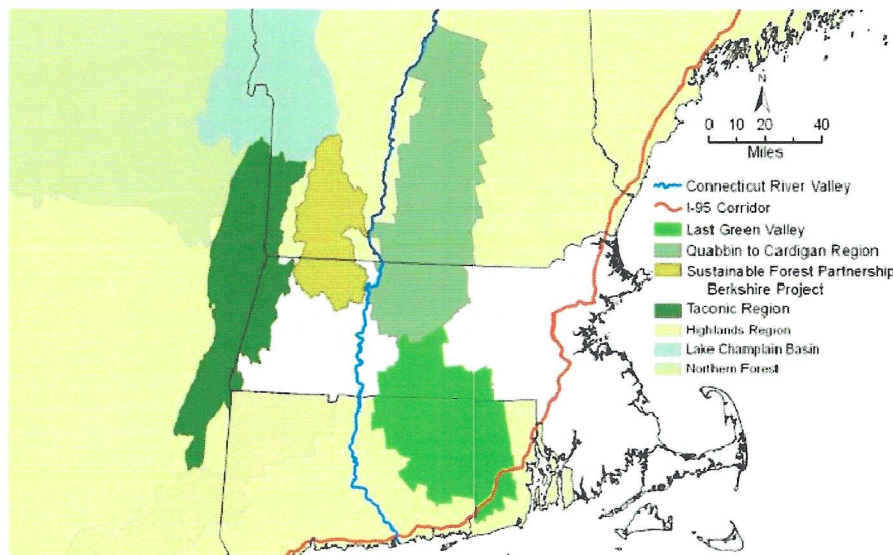 N
0 10 20 40
Miles
Connecticut River Valley
I-95 Corridor
Last Green Valley
Quabbin to Cardigan Region
Sustainable Forest Partnership
Berkshire Project
Taconic Region
Highlands Region
Lake Champlain Basin
Northern Forest